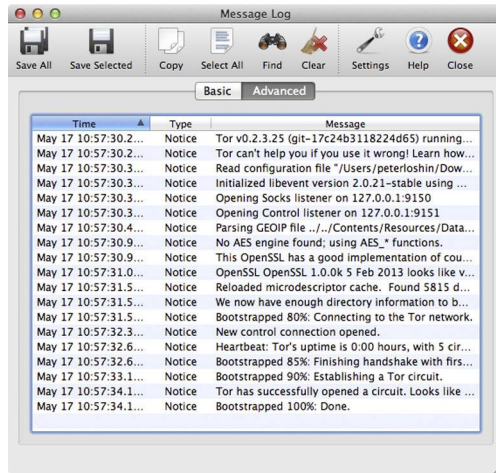 Message Log
Save All Save Selected Copy Select All Find Clear Settings Help Close
Basic Advanced
Time Type Message
May 17 10:57:30.2... Notice Tor v0.2.3.25 (git-17c24b3118224d65) running...
May 17 10:57:30.2... Notice Tor can't help you if you use it wrong! Learn how...
May 17 10:57:30.3... Notice Read configuration file "/Users/peterloshin/Dow...
May 17 10:57:30.3... Notice Initialized libevent version 2.0.21-stable using ...
May 17 10:57:30.3... Notice Opening Socks listener on 127.0.0.1:9150
May 17 10:57:30.3... Notice Opening Control listener on 127.0.0.1:9151
May 17 10:57:30.4... Notice Parsing GEOIP file ../../Contents/Resources/Data...
May 17 10:57:30.9... Notice No AES engine found; using AES_* functions.
May 17 10:57:30.9... Notice This OpenSSL has a good implementation of cou...
May 17 10:57:31.0... Notice OpenSSL OpenSSL 1.0.0k 5 Feb 2013 looks like v...
May 17 10:57:31.5... Notice Reloaded microdescriptor cache. Found 5815 d...
May 17 10:57:31.5... Notice We now have enough directory information to b...
May 17 10:57:31.5... Notice Bootstrapped 80%: Connecting to the Tor network.
May 17 10:57:32.3... Notice New control connection opened.
May 17 10:57:32.6... Notice Heartbeat: Tor's uptime is 0:00 hours, with 5 cir...
May 17 10:57:32.6... Notice Bootstrapped 85%: Finishing handshake with firs...
May 17 10:57:33.1... Notice Bootstrapped 90%: Establishing a Tor circuit.
May 17 10:57:34.1... Notice Tor has successfully opened a circuit. Looks like ...
May 17 10:57:34.1... Notice Bootstrapped 100%: Done.